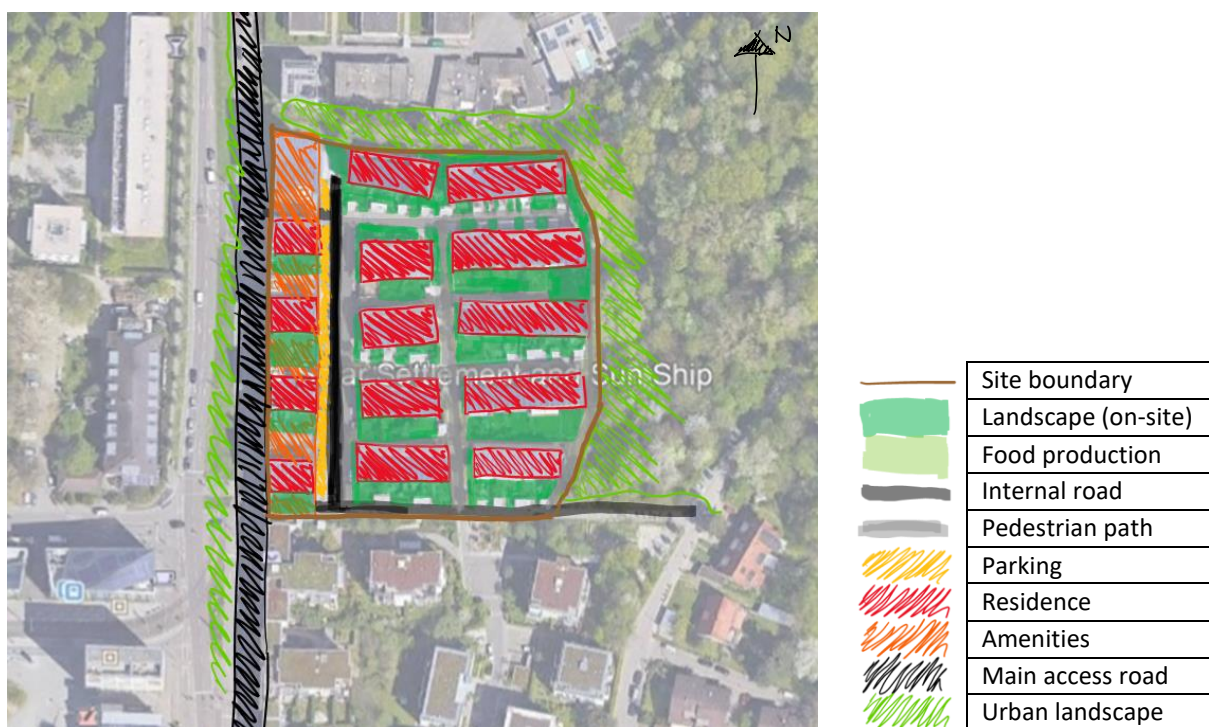 N
Settlement and Sun Ship
Site boundary
Landscape (on-site)
Food production
Internal road
Pedestrian path
Parking
Residence
Amenities
Main access road
Urban landscape